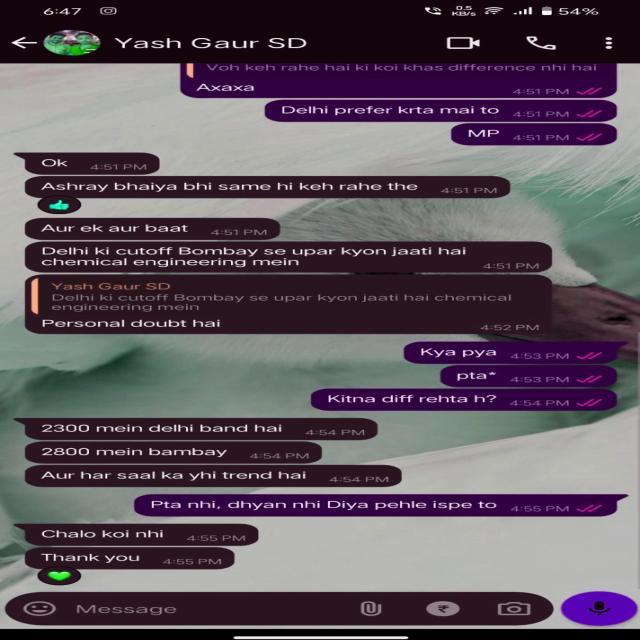 6:47 0.5 KB/s 54%
Yash Gaur SD
Voh keh rahe hai ki koi khas difference nhi hai
Axaxa 4:51 PM
Delhi prefer krta mai to 4:51 PM
MP 4:51 PM
Ok 4:51 PM
Ashray bhaiya bhi same hi keh rahe the 4:51 PM
Aur ek aur baat 4:51 PM
Delhi ki cutoff Bombay se upar kyon jaati hai
chemical engineering mein 4:51 PM
Yash Gaur SD
Delhi ki cutoff Bombay se upar kyon jaati hai chemical
engineering mein
Personal doubt hai 4:52 PM
Kya pya 4:53 PM
pta* 4:53 PM
Kitna diff rehta h? 4:54 PM
2300 mein delhi band hai 4:54 PM
2800 mein bambay 4:54 PM
Aur har saal ka yhi trend hai 4:54 PM
Pta nhi, dhyan nhi Diya pehle ispe to 4:55 PM
Chalo koi nhi 4:55 PM
Thank you 4:55 PM
Message ₹